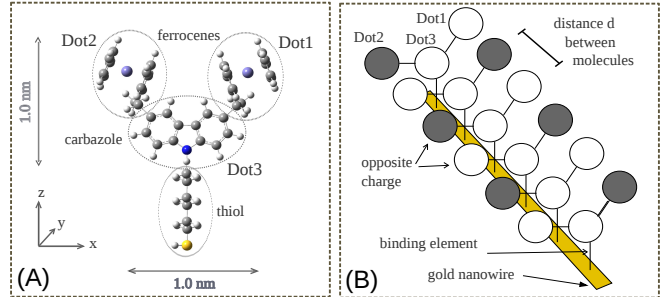 Dot2
ferrocenes
Dot1
1.0 nm
carbazole
Dot3
thiol
z
y
x
(A)
1.0 nm
Dot1
Dot2
Dot3
distance d
between
molecules
opposite
charge
binding element
gold nanowire
(B)